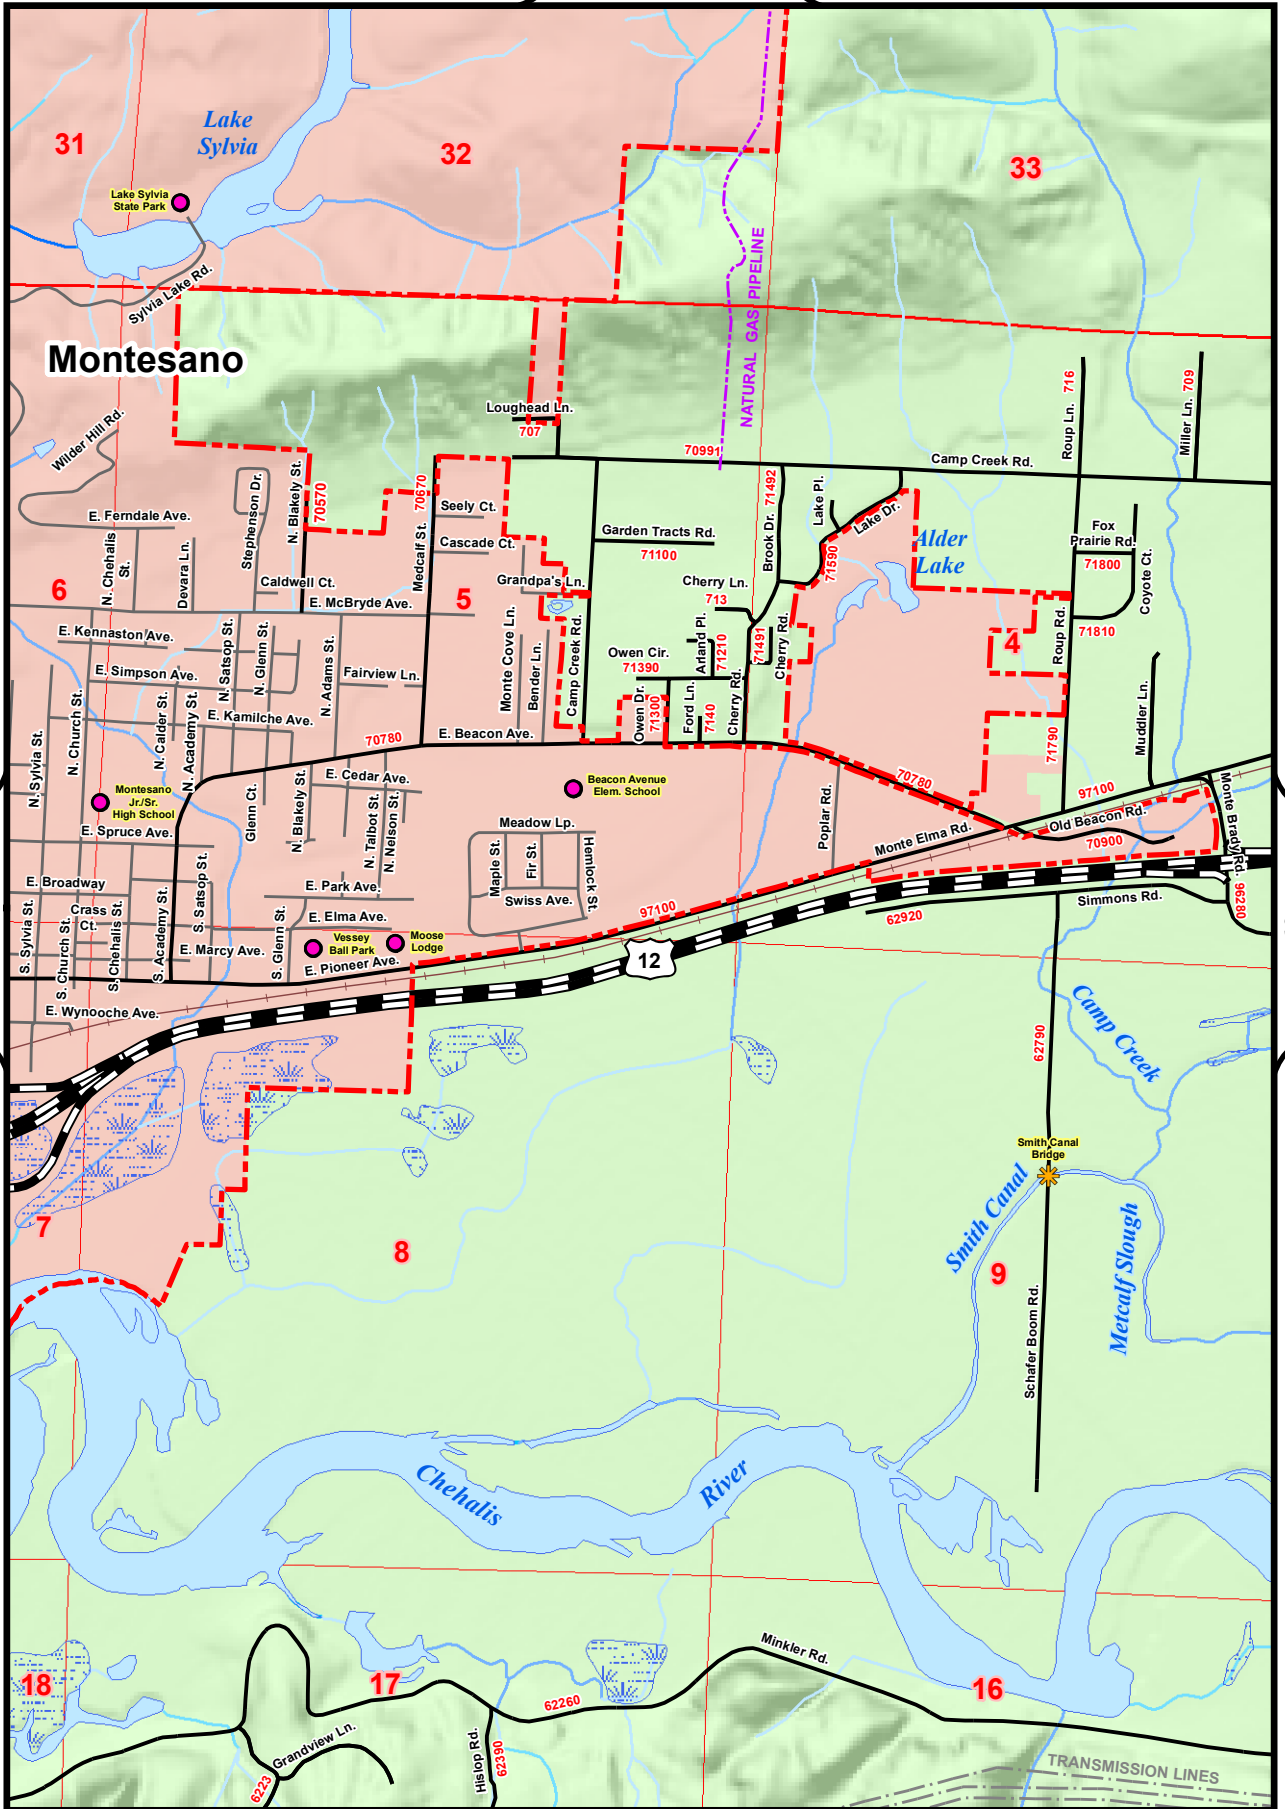 31
Lake
Sylvia
32
33
Lake Sylvia
State Park
Sylvia Lake Rd.
NATURAL GAS PIPELINE
Montesano
Loughead Ln.
707
Roup Ln. 716
Miller Ln. 709
Wilder Hill Rd.
70991
Camp Creek Rd.
E. Ferndale Ave.
Stephenson Dr.
N. Blakely St.
70570
70670
Seely Ct.
Cascade Ct.
Garden Tracts Rd.
71100
Brook Dr. 71492
Lake Pl.
Lake Dr.
71590
Alder
Lake
Fox
Prairie Rd.
71800
Coyote Ct.
6
N. Chehalis
St.
Devara Ln.
Caldwell Ct.
Medcalf St.
5
Grandpa's Ln.
Cherry Ln.
713
E. McBryde Ave.
E. Kennaston Ave.
E. Simpson Ave.
N. Satsop St.
N. Glenn St.
N. Adams St.
Fairview Ln.
Monte Cove Ln.
Bender Ln.
Camp Creek Rd.
Owen Cir.
71390
Arland Pl.
71210
71491
Cherry Rd.
4
Roup Rd.
71810
N. Sylvia St.
N. Church St.
N. Calder St.
N. Academy St.
E. Kamilche Ave.
70780
E. Beacon Ave.
Owen Dr.
71300
Ford Ln.
7140
Cherry Rd.
71790
Muddler Ln.
Montesano
Jr./Sr.
High School
E. Spruce Ave.
Glenn Ct.
N. Blakely St.
E. Cedar Ave.
N. Talbot St.
N. Nelson St.
Beacon Avenue
Elem. School
Meadow Lp.
Maple St.
Fir St.
Hemlock St.
Swiss Ave.
Poplar Rd.
70780
Monte Elma Rd.
97100
Old Beacon Rd.
70900
Monte Brady Rd.
96280
E. Broadway
Crass
Ct.
S. Sylvia St.
S. Church St.
S. Chehalis St.
S. Academy St.
S. Satsop St.
E. Park Ave.
E. Elma Ave.
E. Marcy Ave.
S. Glenn St.
Vessey
Ball Park
Moose
Lodge
E. Pioneer Ave.
97100
12
62920
Simmons Rd.
E. Wynooche Ave.
62790
Camp Creek
Smith Canal
Bridge
Smith Canal
Metcalf Slough
7
8
9
Schafer Boom Rd.
Chehalis
River
18
17
16
Minkler Rd.
62260
Grandview Ln.
6223
Hislop Rd.
62390
TRANSMISSION LINES